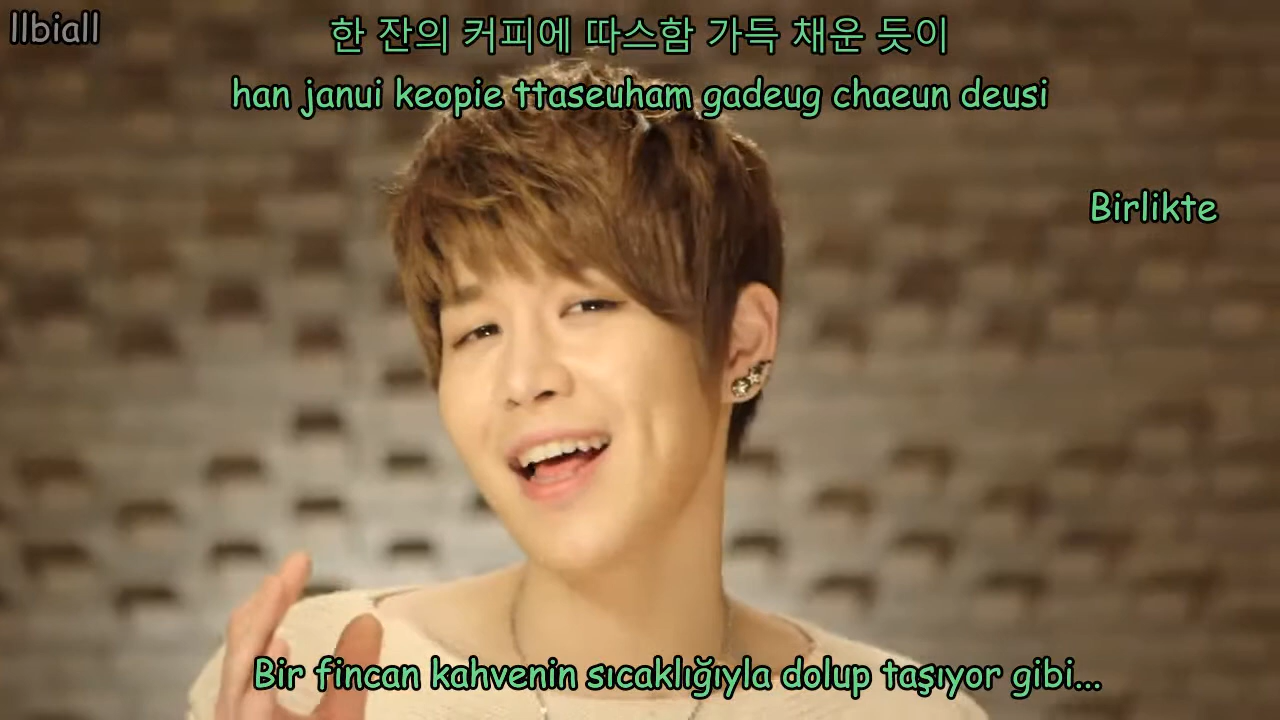 llbiall
한 잔의 커피에 따스함 가득 채운 듯이
han janui keopie ttaseuham gadeug chaeun deusi
Birlikte
Bir fincan kahvenin sıcaklığıyla dolup taşıyor gibi...